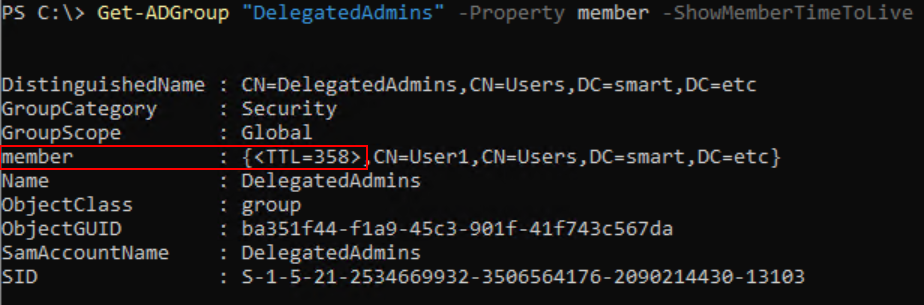 PS C:\> Get-ADGroup "DelegatedAdmins" -Property member -ShowMemberTimeToLive
DistinguishedName : CN=DelegatedAdmins,CN=Users,DC=smart,DC=etc
GroupCategory     : Security
GroupScope        : Global
member            : {<TTL=358>,CN=User1,CN=Users,DC=smart,DC=etc}
Name              : DelegatedAdmins
ObjectClass       : group
ObjectGUID        : ba351f44-f1a9-45c3-901f-41f743c567da
SamAccountName    : DelegatedAdmins
SID               : S-1-5-21-2534669932-3506564176-2090214430-13103